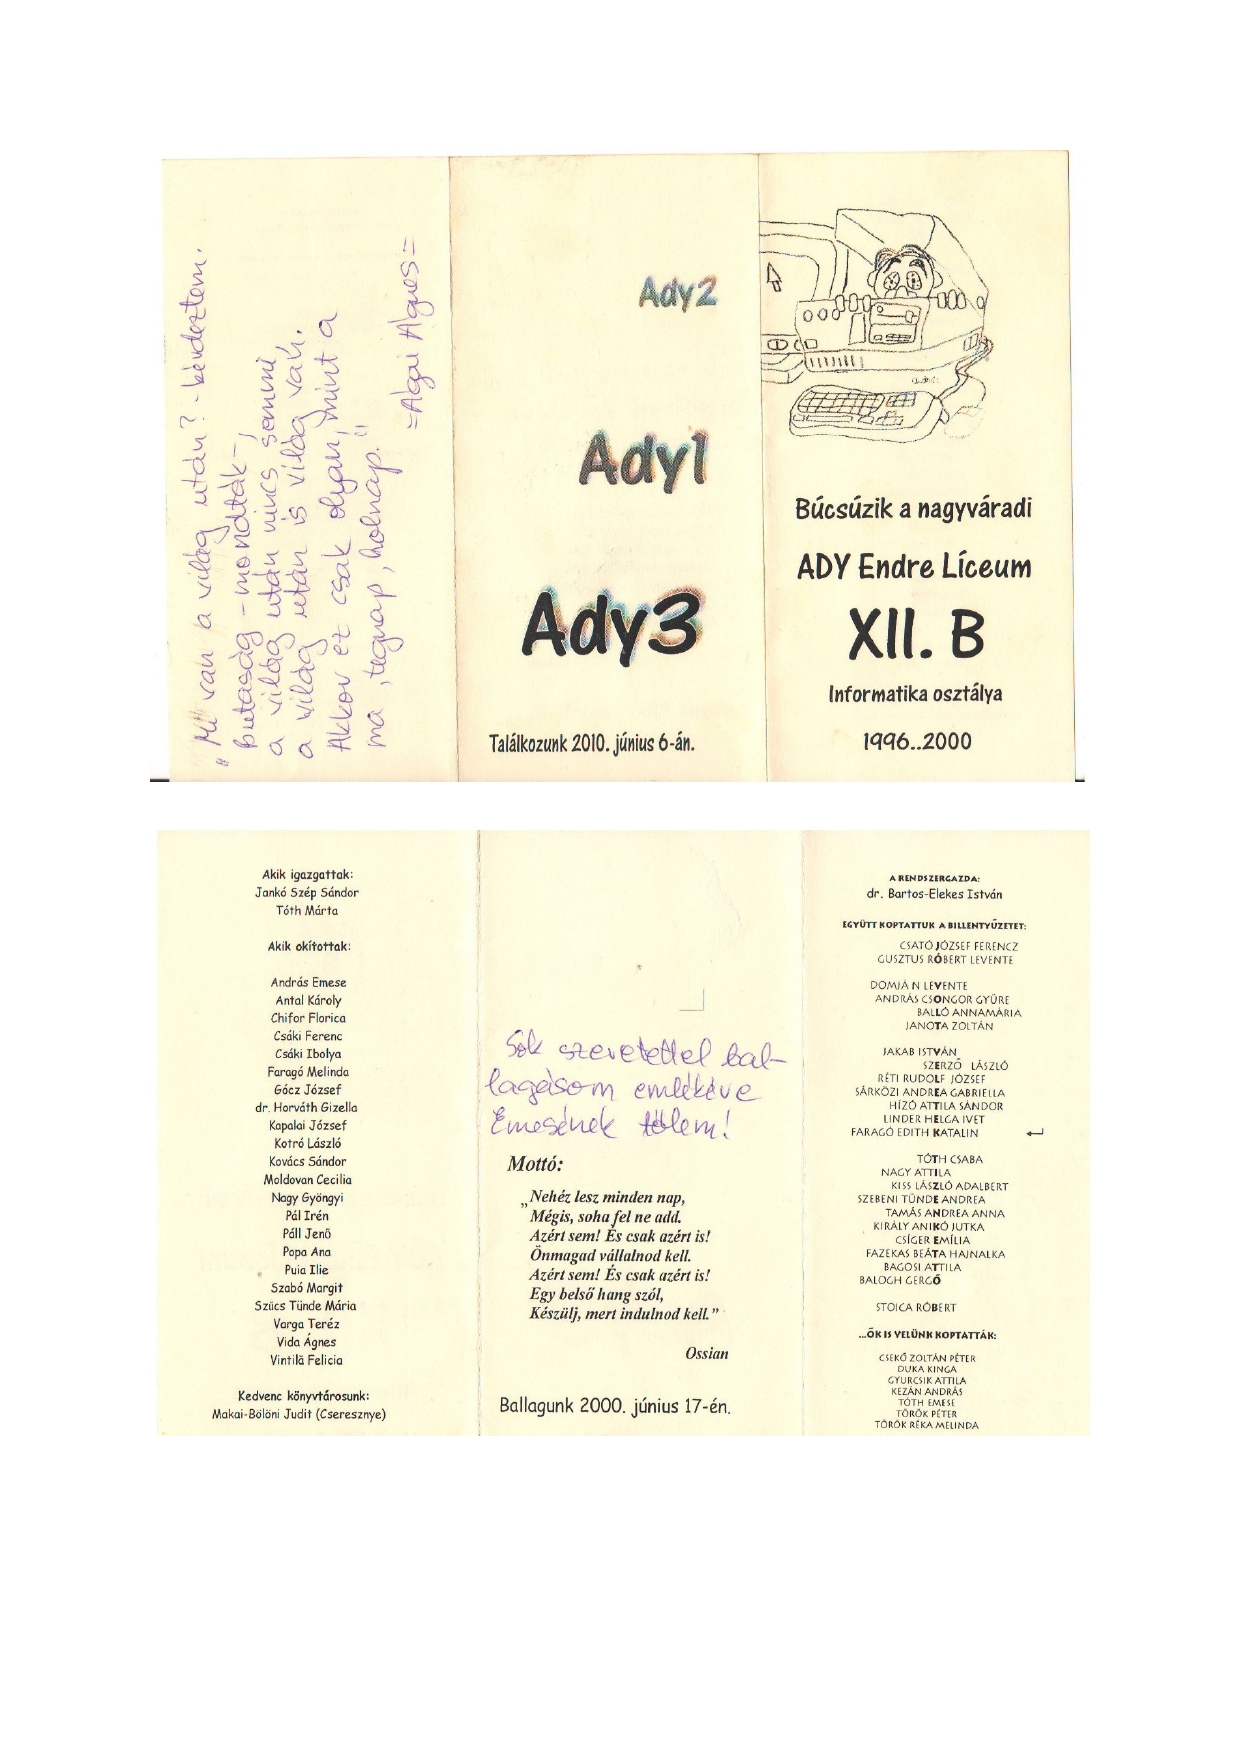 "Mi van a világ után? - kérdeztem.
Butaság - mondták -,
a világ után nincs semmi,
a világ után is világ van.
Akkor ez csak olyan, mint a
ma, tegnap, holnap."
=Ágai Ágnes=
Ady2
Ady1
Ady3
Találkozunk 2010. június 6-án.
Búcsúzik a nagyváradi
ADY Endre Líceum
XII. B
Informatika osztálya
1996..2000
Akik igazgattak:
Jankó Szép Sándor
Tóth Márta
Akik okítottak:
András Emese
Antal Károly
Chifor Florica
Csáki Ferenc
Csáki Ibolya
Faragó Melinda
Gócz József
dr. Horváth Gizella
Kapalai József
Kotró László
Kovács Sándor
Moldovan Cecilia
Nagy Gyöngyi
Pál Irén
Páll Jenő
Popa Ana
Puia Ilie
Szabó Margit
Szűcs Tünde Mária
Varga Teréz
Vida Ágnes
Vintilă Felicia
Kedvenc könyvtárosunk:
Makai-Bölöni Judit (Cseresznye)
Sok szeretettel bal-
lagásom emlékéve
Emesének tőlem!
Mottó:
„Nehéz lesz minden nap,
Mégis, soha fel ne add.
Azért sem! És csak azért is!
Önmagad vállalnod kell.
Azért sem! És csak azért is!
Egy belső hang szól,
Készülj, mert indulnod kell."
Ossian
Ballagunk 2000. június 17-én.
A RENDSZERGAZDA:
dr. Bartos-Elekes István
EGYÜTT KOPTATTUK A BILLENTYŰZETET:
CSATÓ JÓZSEF FERENCZ
GUSZTUS RÓBERT LEVENTE
DOMJÁN LEVENTE
ANDRÁS CSONGOR GYÜRE
BALLÓ ANNAMÁRIA
JANOTA ZOLTÁN
JAKAB ISTVÁN
SZERZŐ LÁSZLÓ
RÉTI RUDOLF JÓZSEF
SÁRKÖZI ANDREA GABRIELLA
HÍZÓ ATTILA SÁNDOR
LINDER HELGA IVET
FARAGÓ EDITH KATALIN ↵
TÓTH CSABA
NAGY ATTILA
KISS LÁSZLÓ ADALBERT
SZEBENI TÜNDE ANDREA
TAMÁS ANDREA ANNA
KIRÁLY ANIKÓ JUTKA
CSÍGER EMÍLIA
FAZEKAS BEÁTA HAJNALKA
BAGOSI ATTILA
BALOGH GERGŐ
STOICA RÓBERT
...ŐK IS VELÜNK KOPTATTÁK:
CSEKŐ ZOLTÁN PÉTER
DUKA KINGA
GYURCSIK ATTILA
KEZÁN ANDRÁS
TÓTH EMESE
TÖRÖK PÉTER
TÖRÖK RÉKA MELINDA